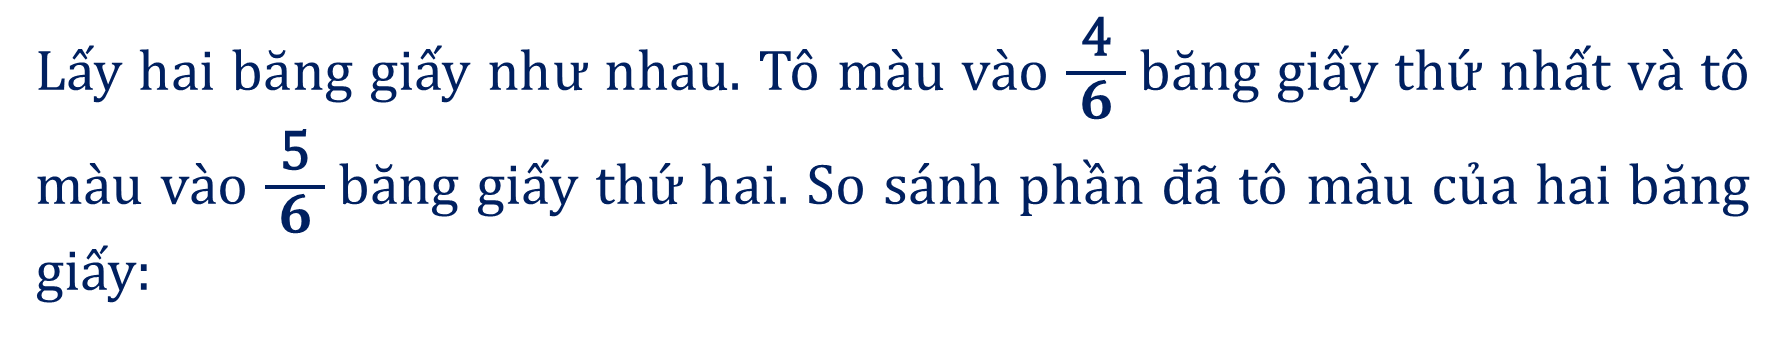 Lấy hai băng giấy như nhau. Tô màu vào 4/6 băng giấy thứ nhất và tô
màu vào 5/6 băng giấy thứ hai. So sánh phần đã tô màu của hai băng
giấy: